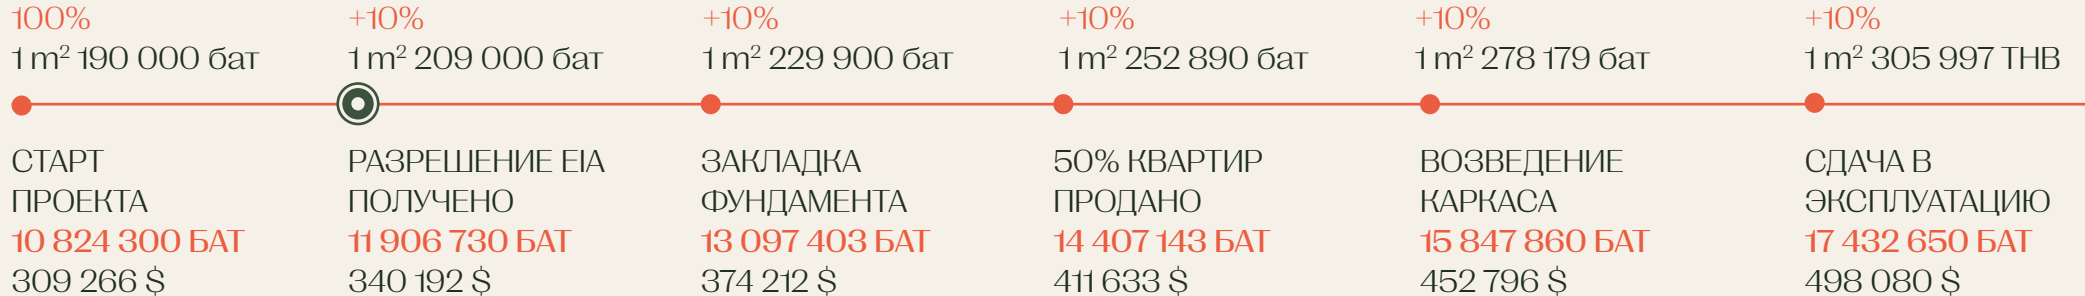 100%
1 m² 190 000 бат
СТАРТ
ПРОЕКТА
10 824 300 БАТ
309 266 $
+10%
1 m² 209 000 бат
РАЗРЕШЕНИЕ EIA
ПОЛУЧЕНО
11 906 730 БАТ
340 192 $
+10%
1 m² 229 900 бат
ЗАКЛАДКА
ФУНДАМЕНТА
13 097 403 БАТ
374 212 $
+10%
1 m² 252 890 бат
50% КВАРТИР
ПРОДАНО
14 407 143 БАТ
411 633 $
+10%
1 m² 278 179 бат
ВОЗВЕДЕНИЕ
КАРКАСА
15 847 860 БАТ
452 796 $
+10%
1 m² 305 997 THB
СДАЧА В
ЭКСПЛУАТАЦИЮ
17 432 650 БАТ
498 080 $